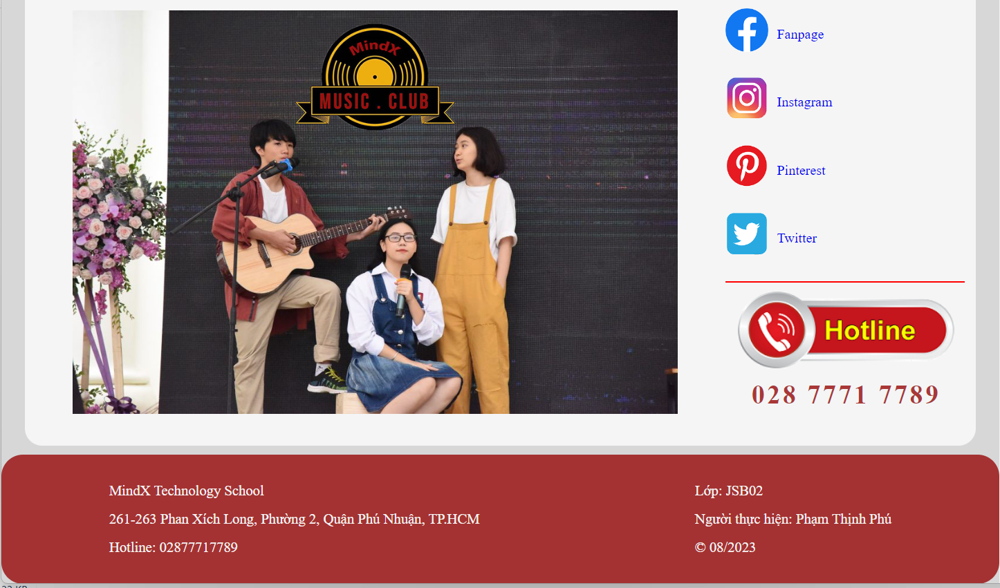 MindX
MUSIC . CLUB
Fanpage
Instagram
Pinterest
Twitter
Hotline
028 7771 7789
MindX Technology School
261-263 Phan Xích Long, Phường 2, Quận Phú Nhuận, TP.HCM
Hotline: 02877717789
Lớp: JSB02
Người thực hiện: Phạm Thịnh Phú
© 08/2023